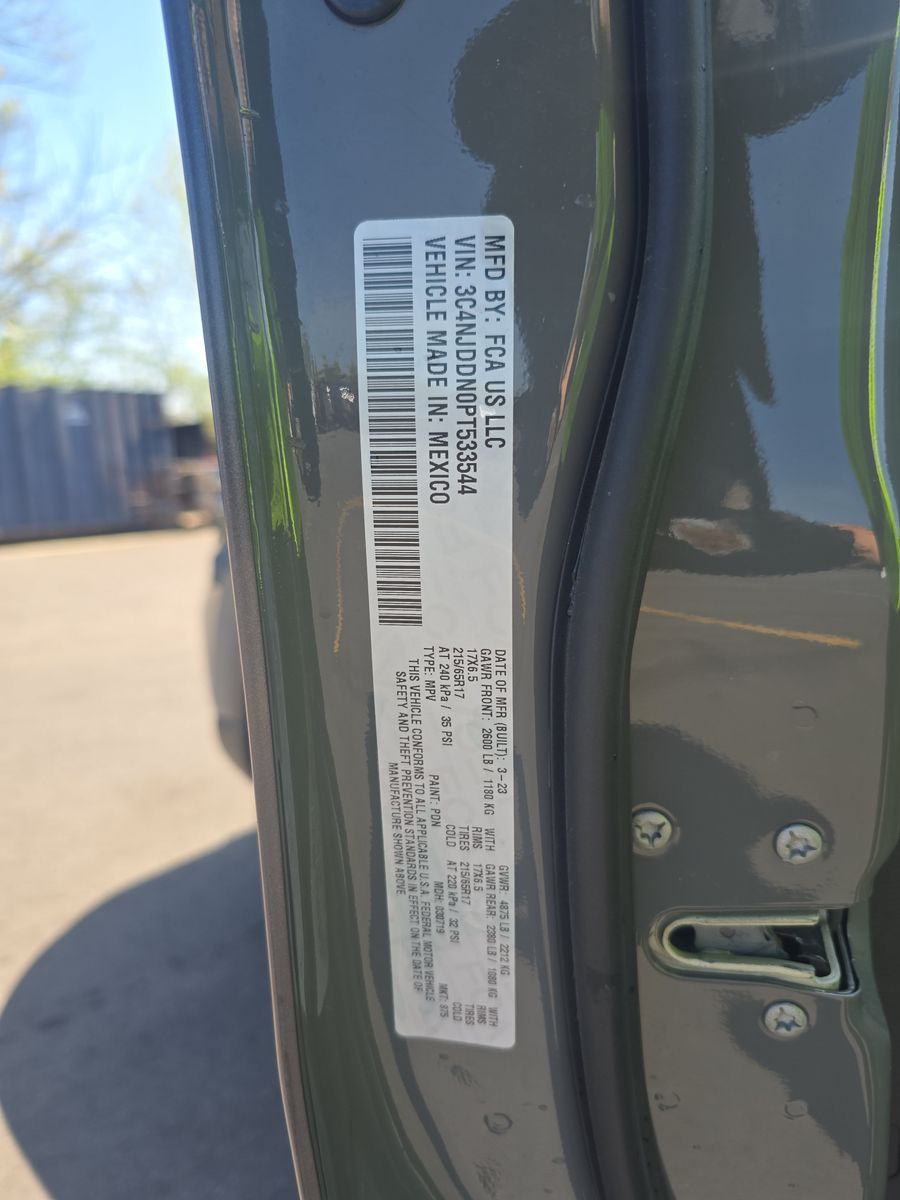 MFD BY: FCA US LLC
VIN: 3C4NJDDN0PT533544
VEHICLE MADE IN: MEXICO
DATE OF MFR (BUILT): 3-23 GVWR: 4875 LB / 2212 KG
GAWR FRONT: 2600 LB / 1180 KG WITH GAWR REAR: 2380 LB / 1080 KG WITH
17X6.5 RIMS 17X6.5 RIMS
215/65R17 TIRES 215/65R17 TIRES
AT 240 kPa / 35 PSI COLD AT 220 kPa / 32 PSI COLD
TYPE: MPV PAINT: PDN MDH: 030719 MKT: 975
THIS VEHICLE CONFORMS TO ALL APPLICABLE U.S.A. FEDERAL MOTOR VEHICLE
SAFETY AND THEFT PREVENTION STANDARDS IN EFFECT ON THE DATE OF
MANUFACTURE SHOWN ABOVE